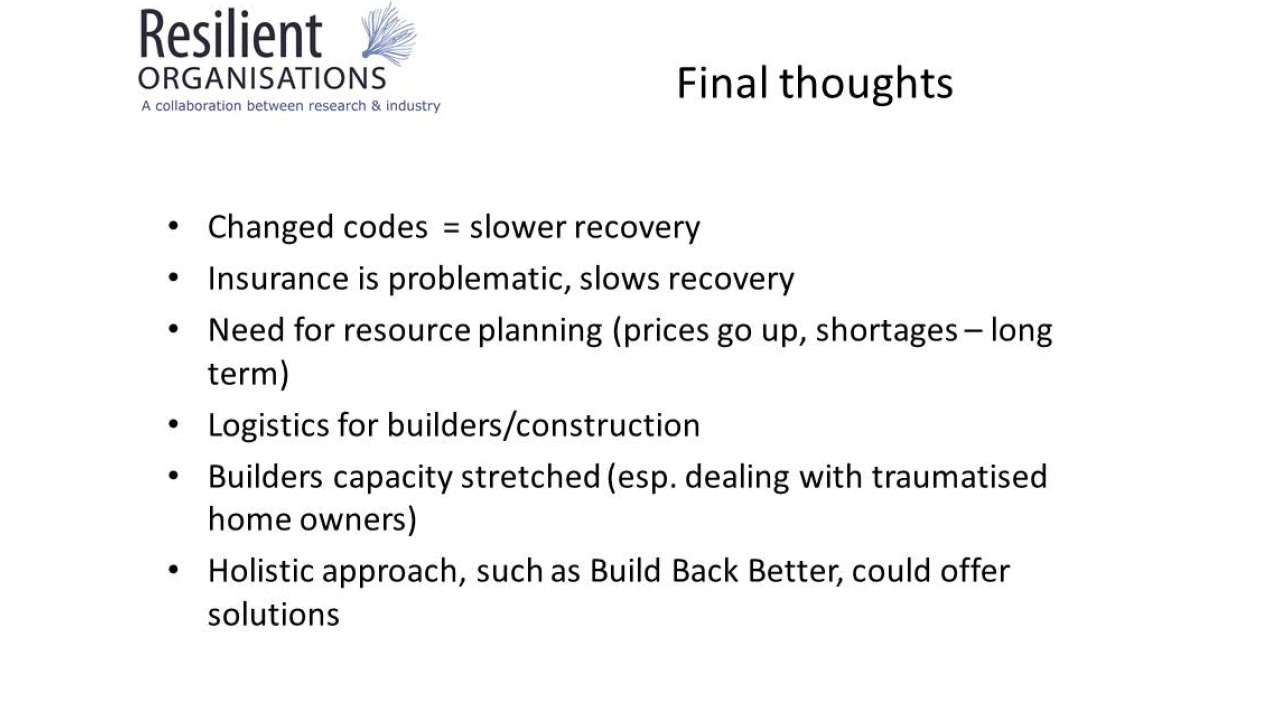 Resilient
ORGANISATIONS
A collaboration between research & industry
Final thoughts
• Changed codes = slower recovery
• Insurance is problematic, slows recovery
• Need for resource planning (prices go up, shortages – long
term)
• Logistics for builders/construction
• Builders capacity stretched (esp. dealing with traumatised
home owners)
• Holistic approach, such as Build Back Better, could offer
solutions